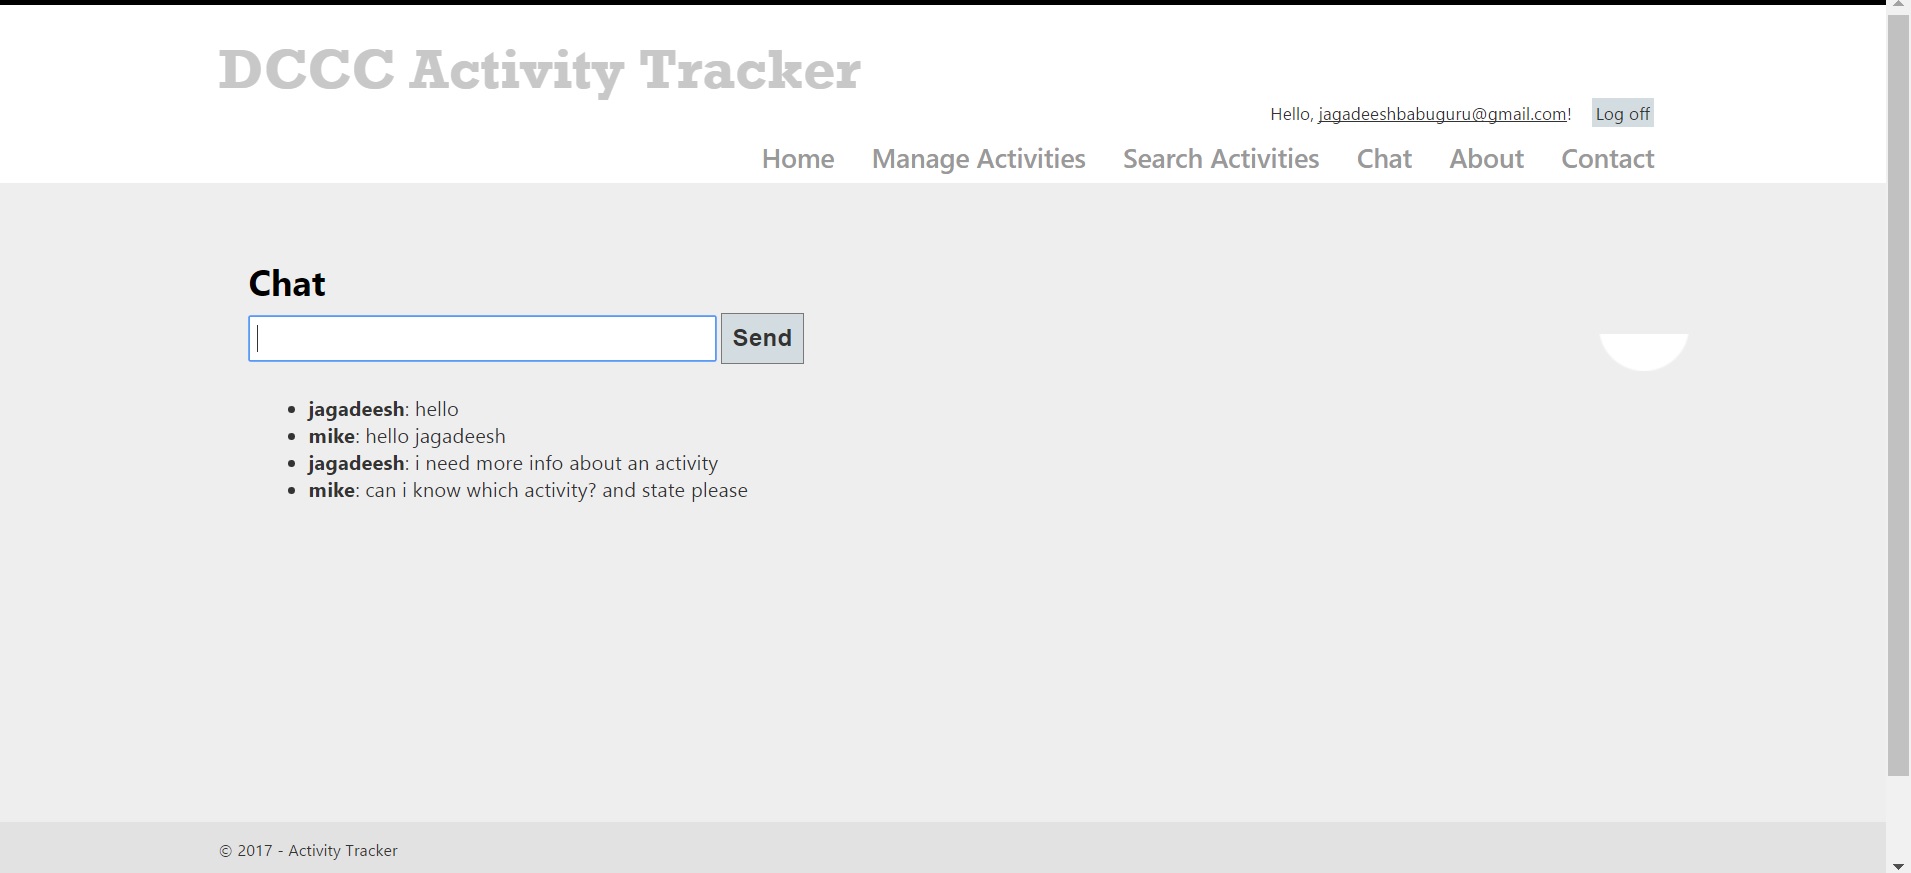 DCCC Activity Tracker
Hello, jagadeeshbabuguru@gmail.com! Log off
Home Manage Activities Search Activities Chat About Contact
Chat
Send
jagadeesh: hello
mike: hello jagadeesh
jagadeesh: i need more info about an activity
mike: can i know which activity? and state please
© 2017 - Activity Tracker